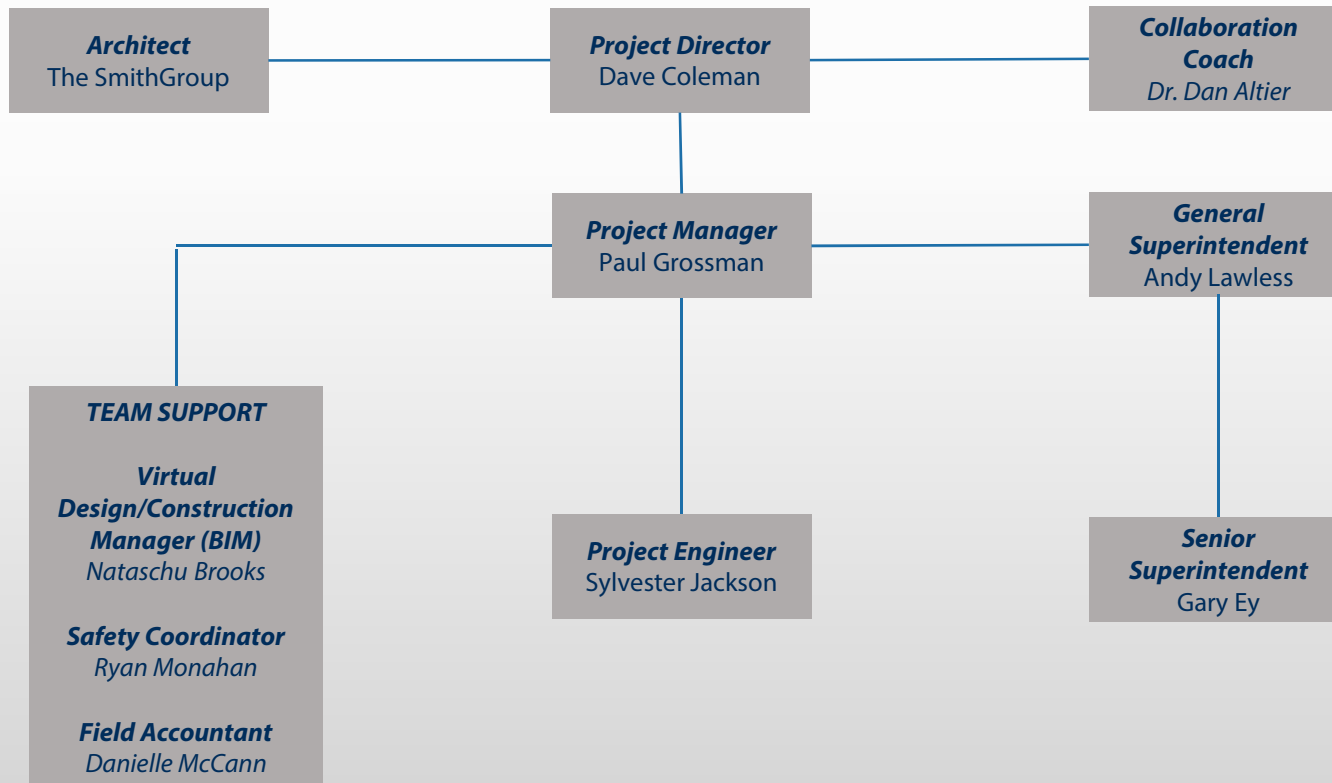 Architect
The SmithGroup
Project Director
Dave Coleman
Collaboration
Coach
Dr. Dan Altier
Project Manager
Paul Grossman
General
Superintendent
Andy Lawless
TEAM SUPPORT
Virtual
Design/Construction
Manager (BIM)
Nataschu Brooks
Safety Coordinator
Ryan Monahan
Field Accountant
Danielle McCann
Project Engineer
Sylvester Jackson
Senior
Superintendent
Gary Ey